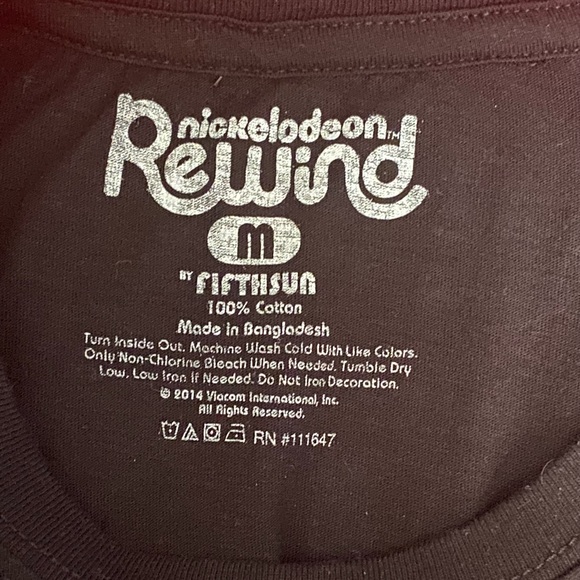 nickelodeon™
Rewind
m
BY FIFTHSUN
100% Cotton
Made in Bangladesh
Turn Inside Out. Machine Wash Cold With Like Colors.
Only Non-Chlorine Bleach When Needed. Tumble Dry
Low. Low Iron If Needed. Do Not Iron Decoration.
© 2014 Viacom International, Inc.
All Rights Reserved.
RN #111647